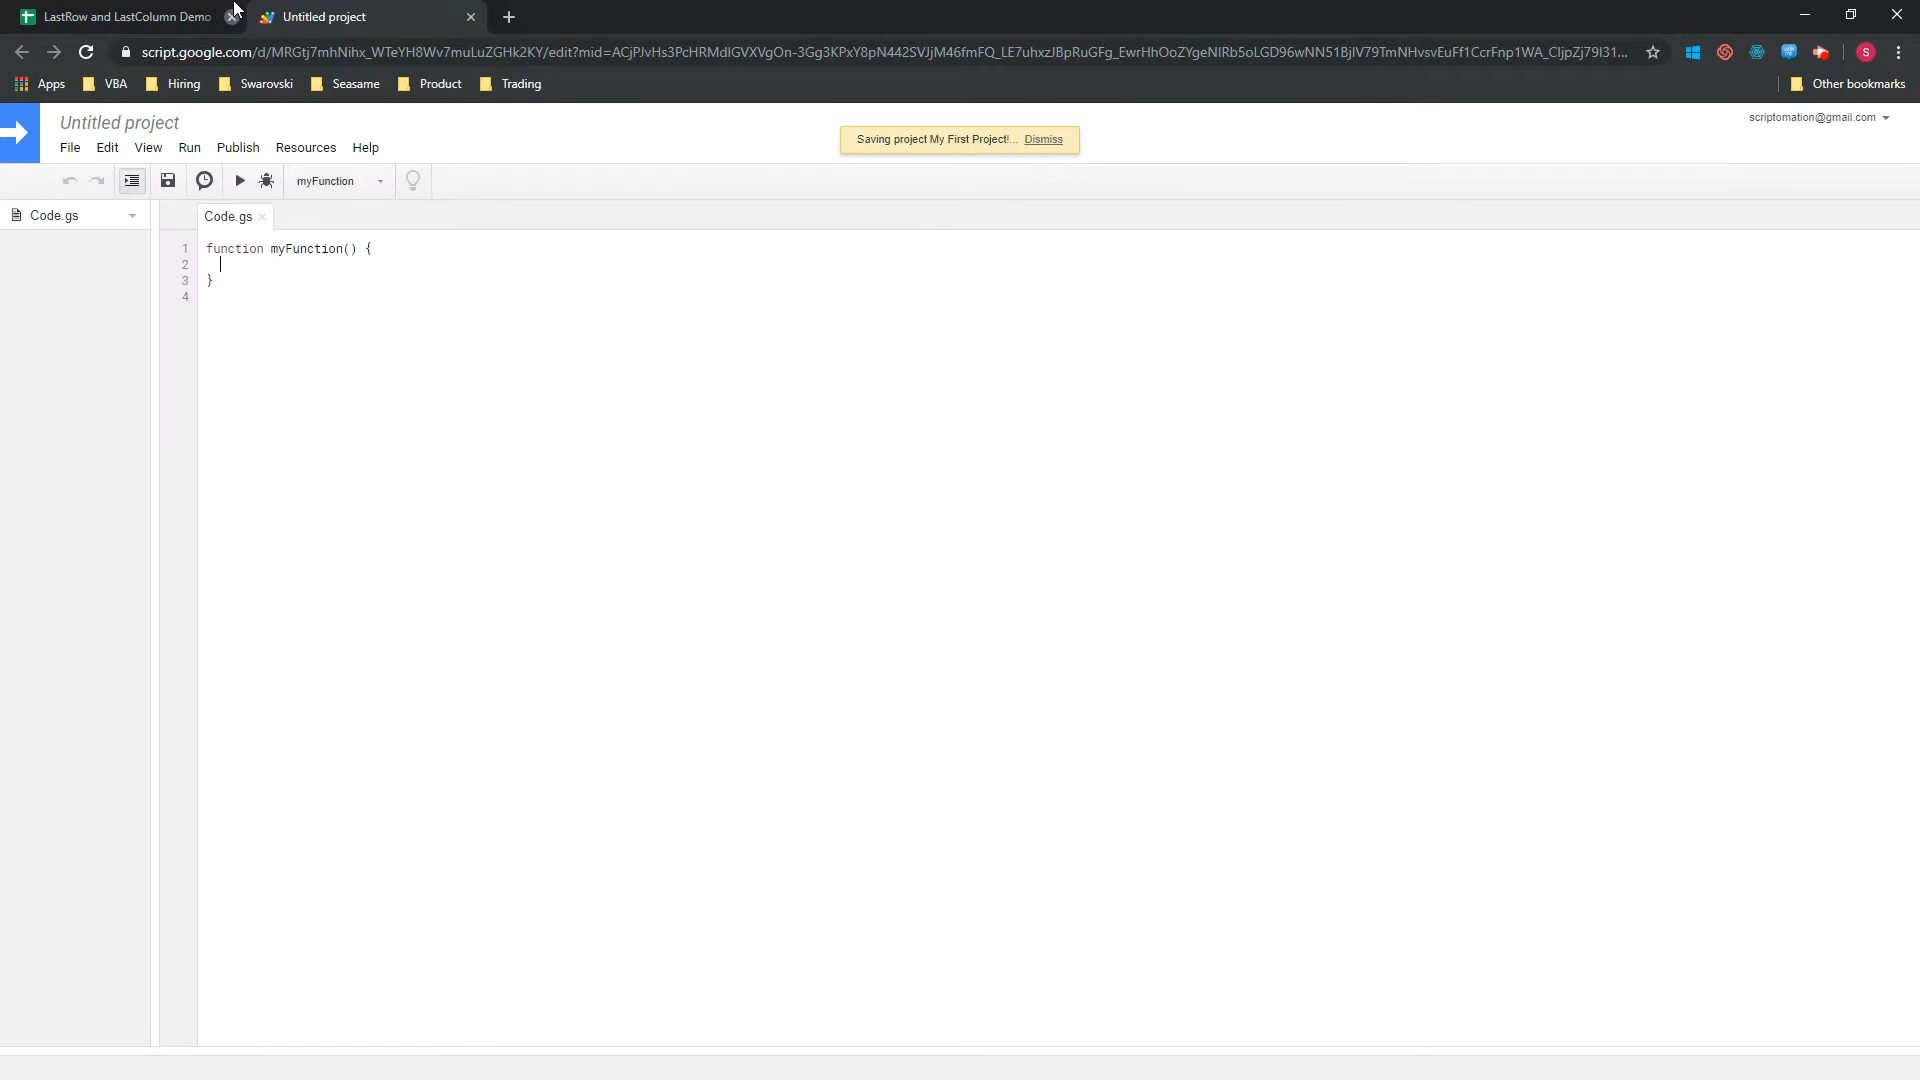 LastRow and LastColumn Demo
Untitled project
script.google.com/d/MRGtj7mhNihx_WTeYH8Wv7muLuZGHk2KY/edit?mid=ACjPJvHs3PcHRMdlGVXVgOn-3Gg3KPxY8pN442SVJjM46fmFQ_LE7uhxzJBpRuGFg_EwrHhOoZYgeNIRb5oLGD96wNN51BjlV79TmNHvsvEuFf1CcrFnp1WA_CljpZj79I31...
S
Apps VBA Hiring Swarovski Seasame Product Trading Other bookmarks
Untitled project
Saving project My First Project!... Dismiss
scriptomation@gmail.com
File Edit View Run Publish Resources Help
myFunction
Code.gs
Code.gs
1 function myFunction() {
2
3 }
4